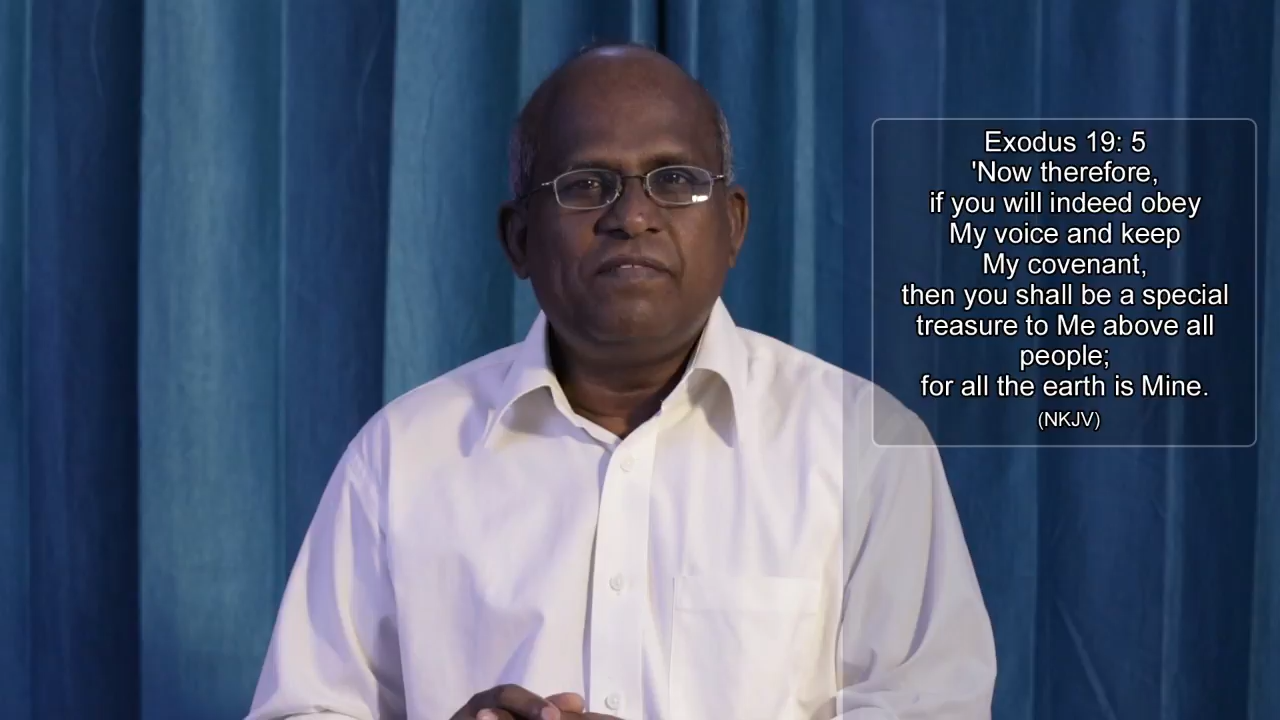 Exodus 19: 5
'Now therefore,
if you will indeed obey
My voice and keep
My covenant,
then you shall be a special
treasure to Me above all
people;
for all the earth is Mine.
(NKJV)